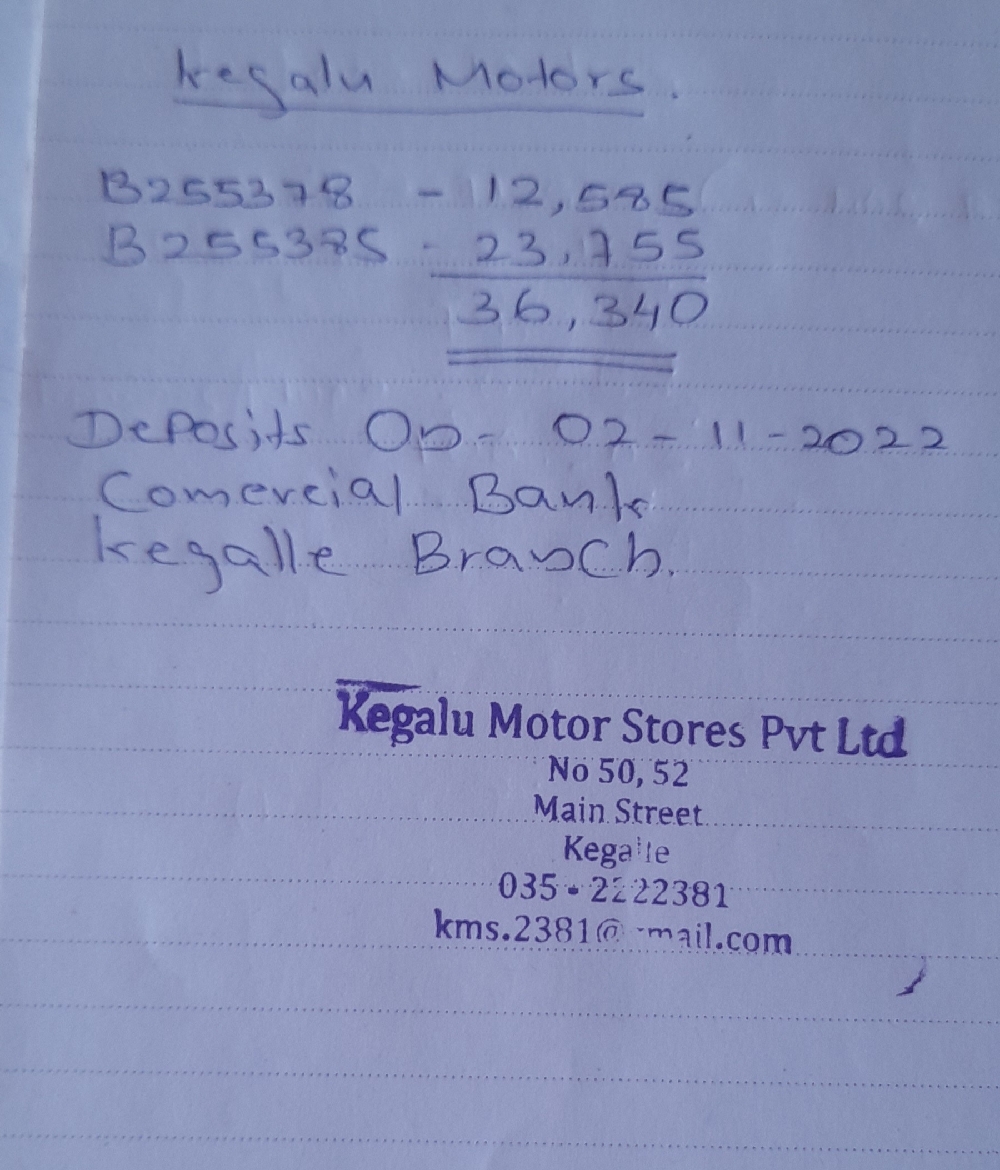 Kegalu Motors.
B255378 - 12,585
B255385 - 23,755
36,340
Deposits On - 02-11-2022
Comercial Bank
Kegalle Branch.
Kegalu Motor Stores Pvt Ltd
No 50, 52
Main Street
Kegalle
035 - 2222381